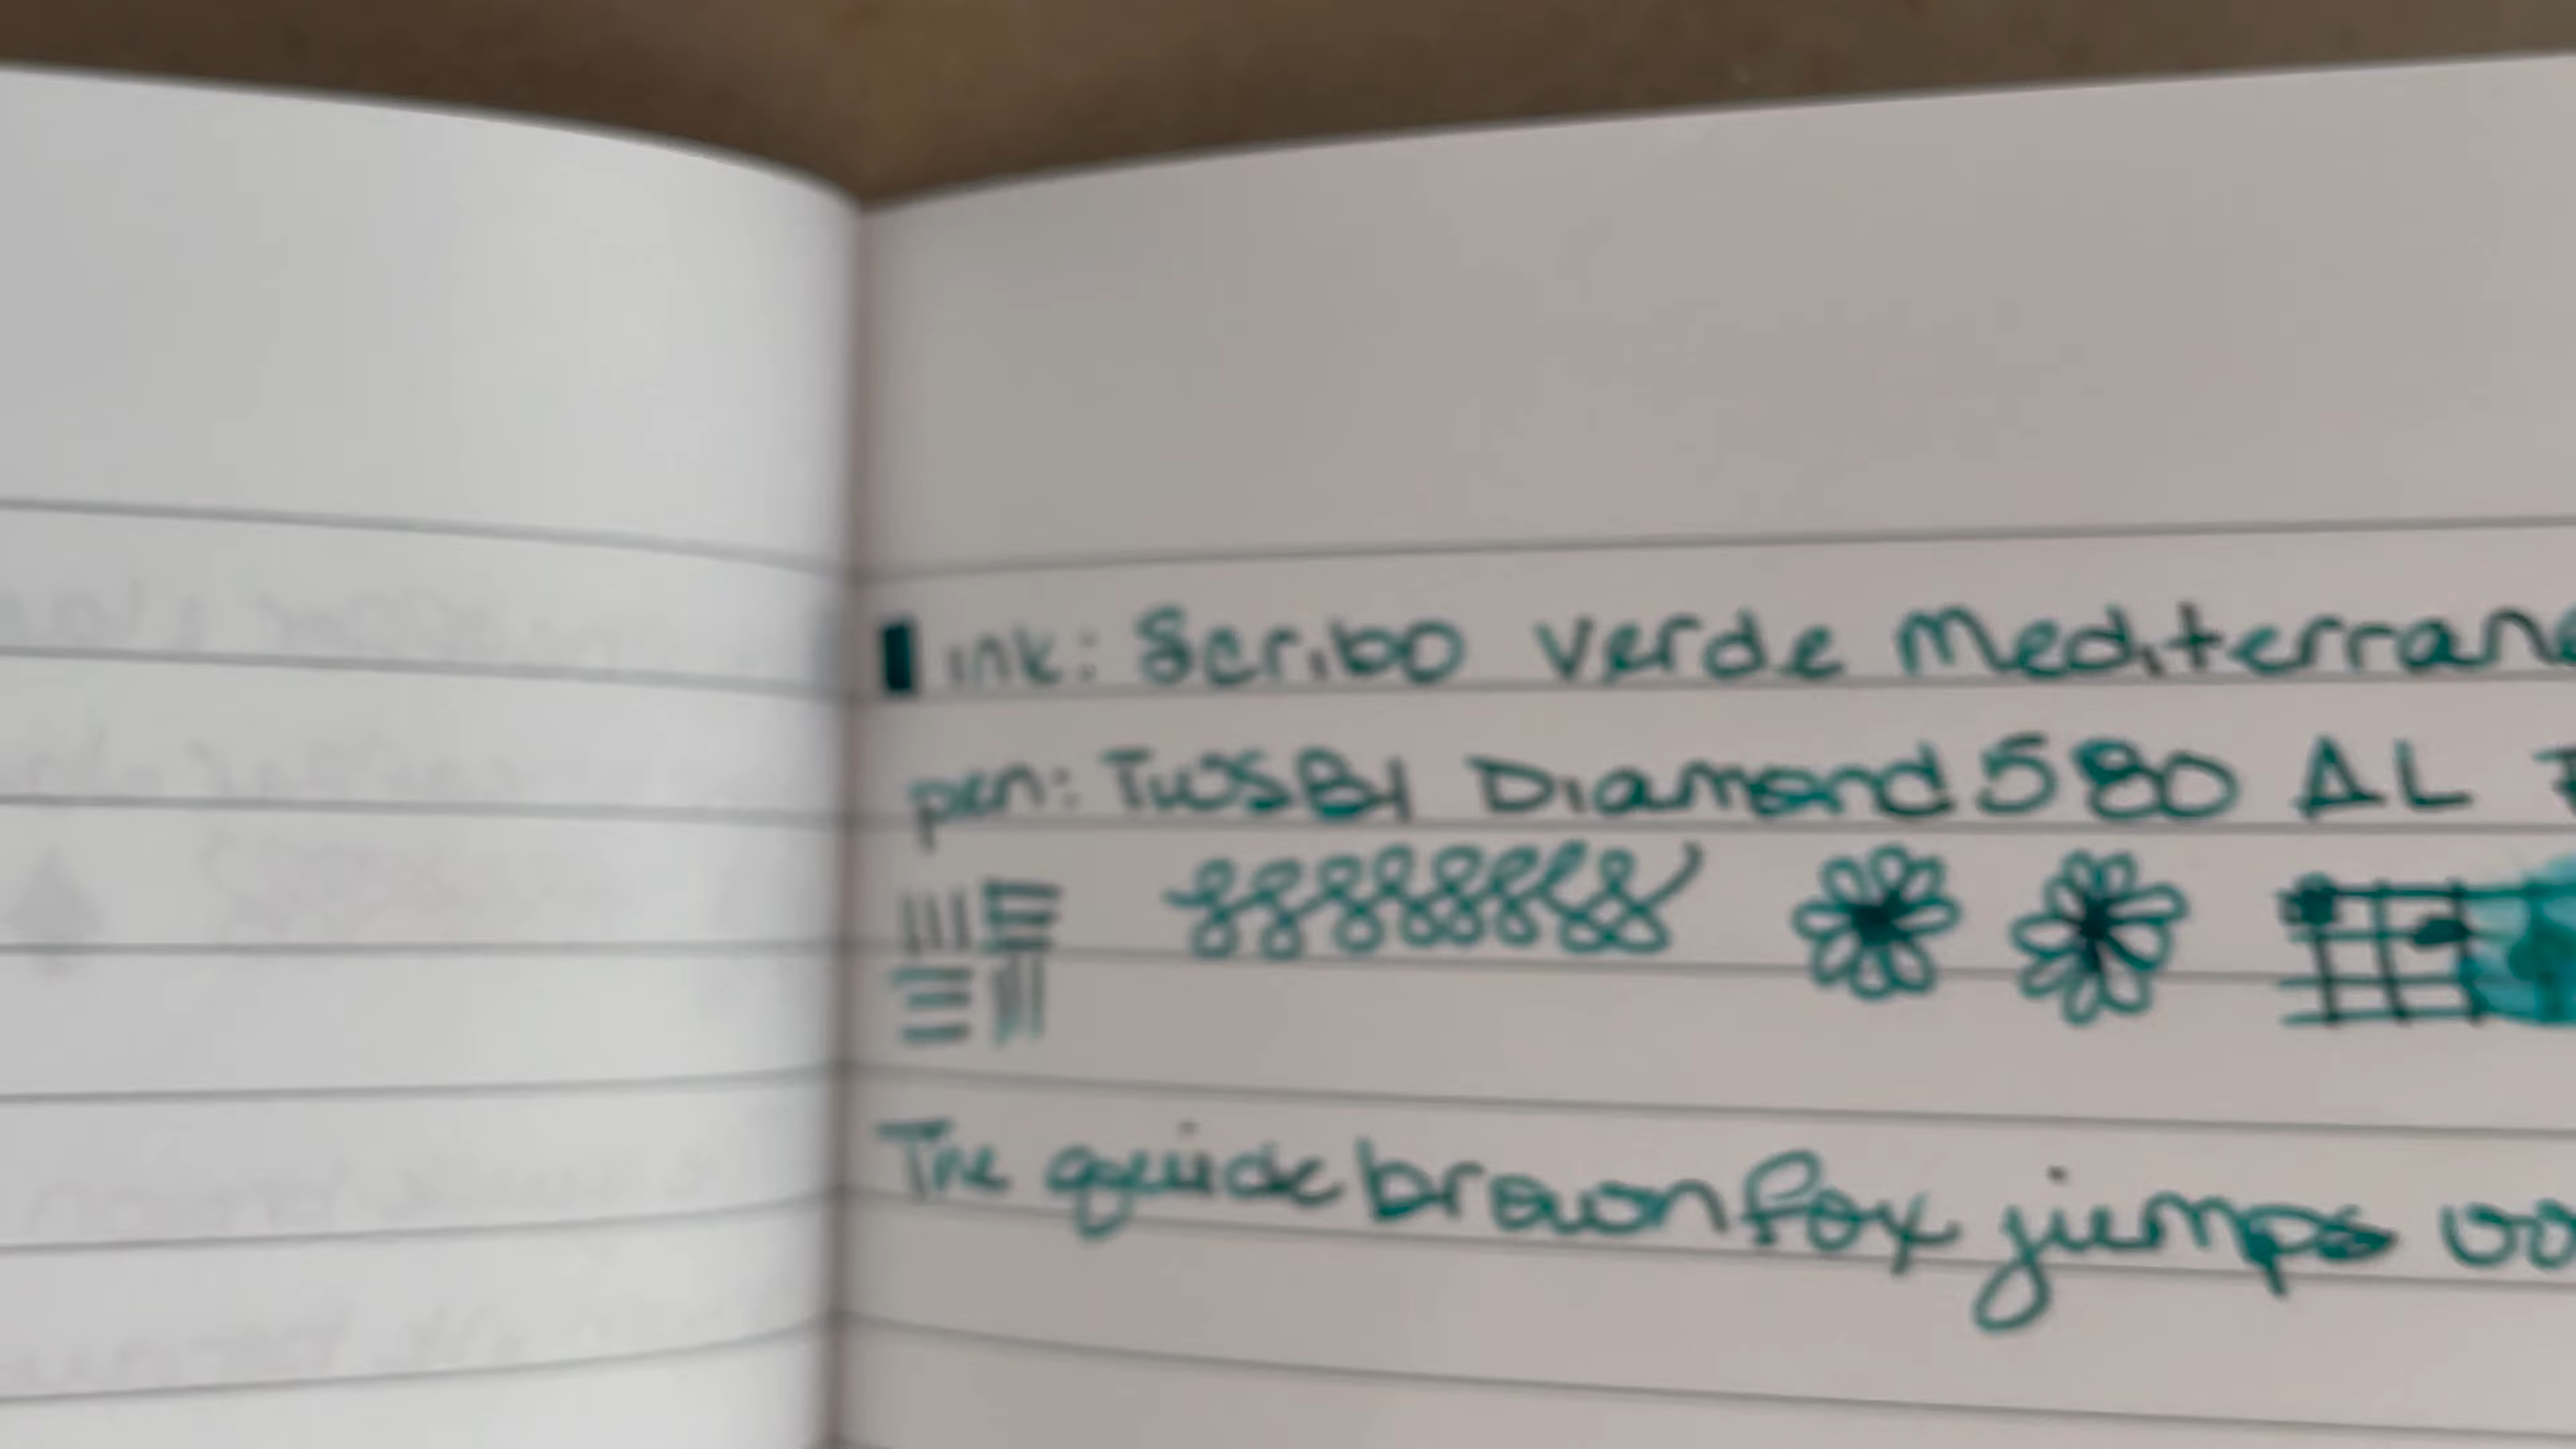 ink: Scribo Verde Mediterrane
pen: TWSBI Diamond 580 AL
The quick brown fox jumps